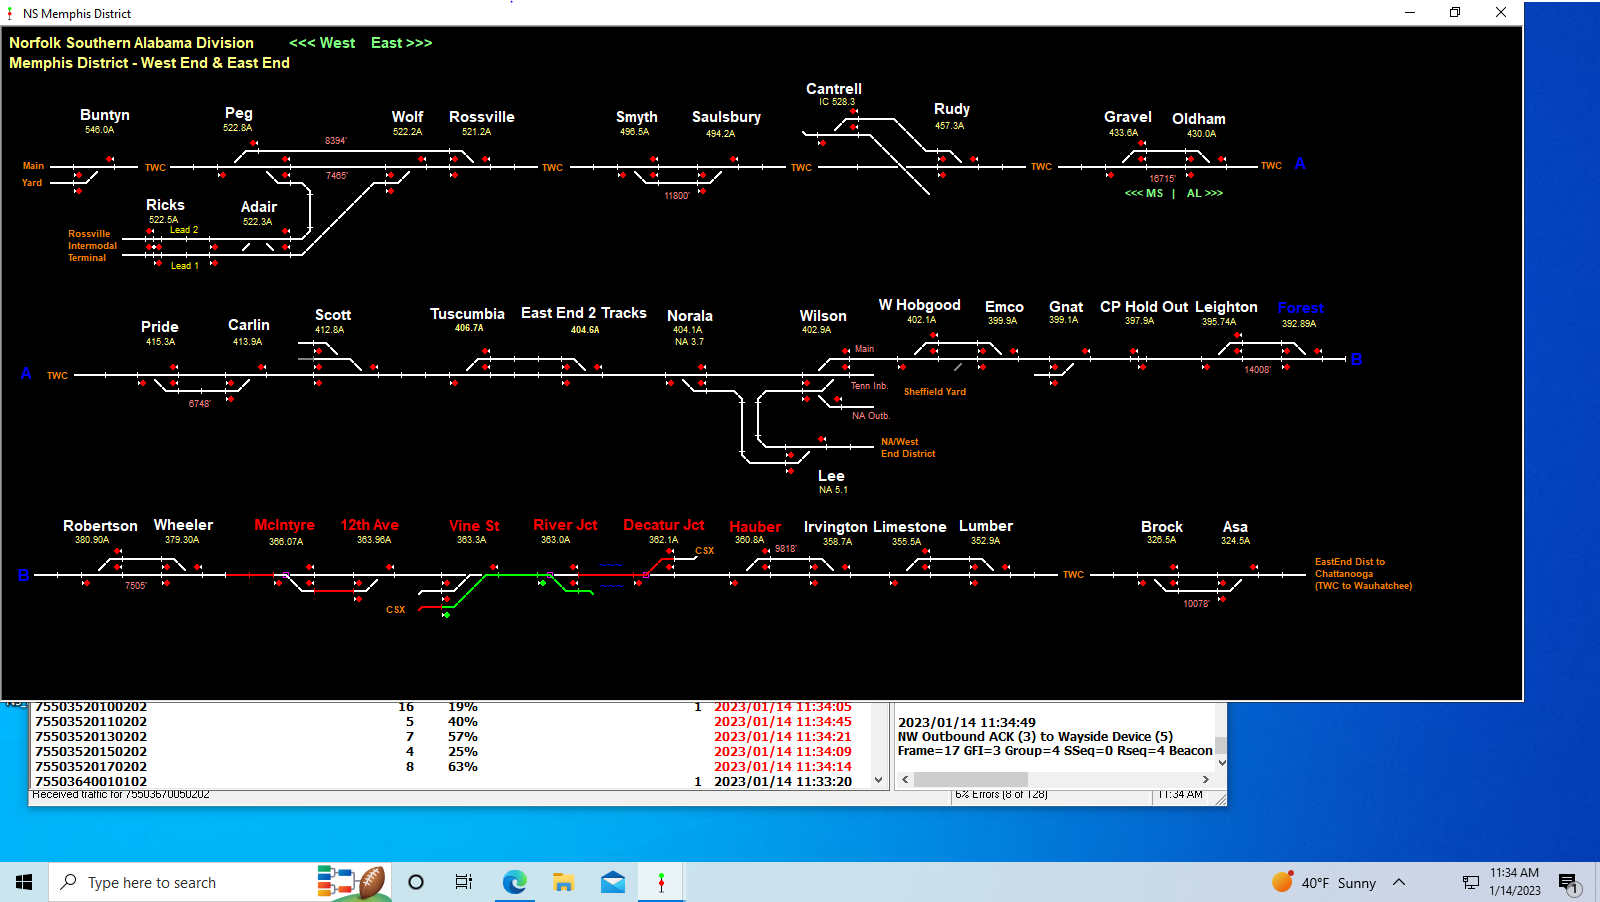 NS Memphis District
Norfolk Southern Alabama Division <<< West East >>>
Memphis District - West End & East End
Buntyn
546.0A
Peg
522.8A
Wolf
522.2A
Rossville
521.2A
Smyth
496.5A
Saulsbury
494.2A
Cantrell
IC 528.3
Rudy
457.3A
Gravel
433.6A
Oldham
430.0A
8394'
Main
TWC
7465'
TWC
TWC
TWC
TWC
A
Yard
11800'
16715'
<<< MS | AL >>>
Ricks
522.5A
Adair
522.3A
Lead 2
Rossville
Intermodal
Terminal
Lead 1
Pride
415.3A
Carlin
413.9A
Scott
412.8A
Tuscumbia
406.7A
East End 2 Tracks
404.6A
Norala
404.1A
NA 3.7
Wilson
402.9A
W Hobgood
402.1A
Emco
399.9A
Gnat
399.1A
CP Hold Out
397.9A
Leighton
395.74A
Forest
392.89A
Main
B
A
TWC
14008'
Tenn Inb.
Sheffield Yard
6748'
NA Outb.
NA/West
End District
Lee
NA 5.1
Robertson
380.90A
Wheeler
379.30A
McIntyre
366.07A
12th Ave
363.96A
Vine St
363.3A
River Jct
363.0A
Decatur Jct
362.1A
Hauber
360.8A
Irvington
358.7A
Limestone
355.5A
Lumber
352.9A
Brock
326.5A
Asa
324.5A
CSX
9818'
B
TWC
EastEnd Dist to
Chattanooga
(TWC to Wauhatchee)
7505'
CSX
10078'
75503520100202 16 19% 1 2023/01/14 11:34:05
75503520110202 5 40% 2023/01/14 11:34:45
75503520130202 7 57% 2023/01/14 11:34:21
75503520150202 4 25% 2023/01/14 11:34:09
75503520170202 8 63% 2023/01/14 11:34:14
75503640010102 1 2023/01/14 11:33:20
2023/01/14 11:34:49
NW Outbound ACK (3) to Wayside Device (5)
Frame=17 GFI=3 Group=4 SSeq=0 Rseq=4 Beacon
Received traffic for 75503670050202 6% Errors (8 of 128) 11:34 AM
Type here to search
40°F Sunny
11:34 AM
1/14/2023
1